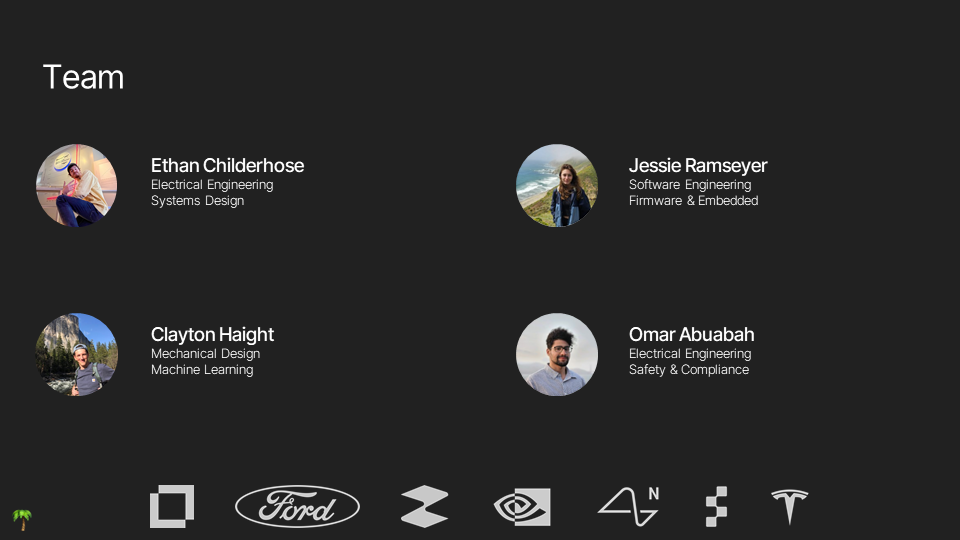 Team
Ethan Childerhose
Electrical Engineering
Systems Design
Jessie Ramseyer
Software Engineering
Firmware & Embedded
Clayton Haight
Mechanical Design
Machine Learning
Omar Abuabah
Electrical Engineering
Safety & Compliance
Ford
N